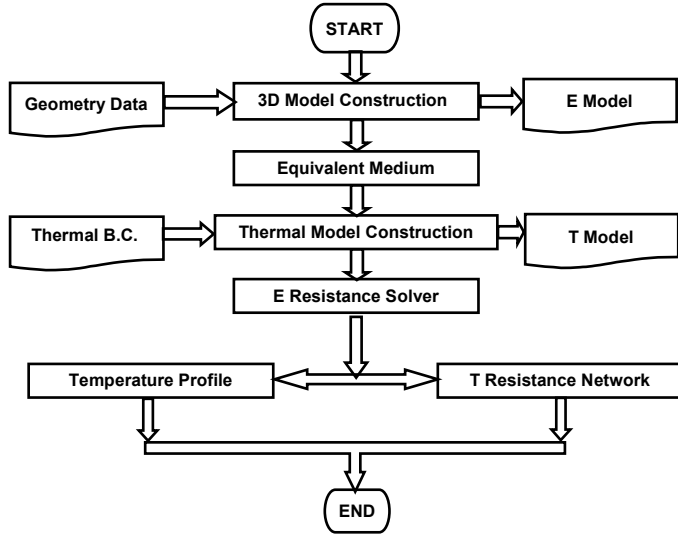 START
Geometry Data
3D Model Construction
E Model
Equivalent Medium
Thermal B.C.
Thermal Model Construction
T Model
E Resistance Solver
Temperature Profile
T Resistance Network
END